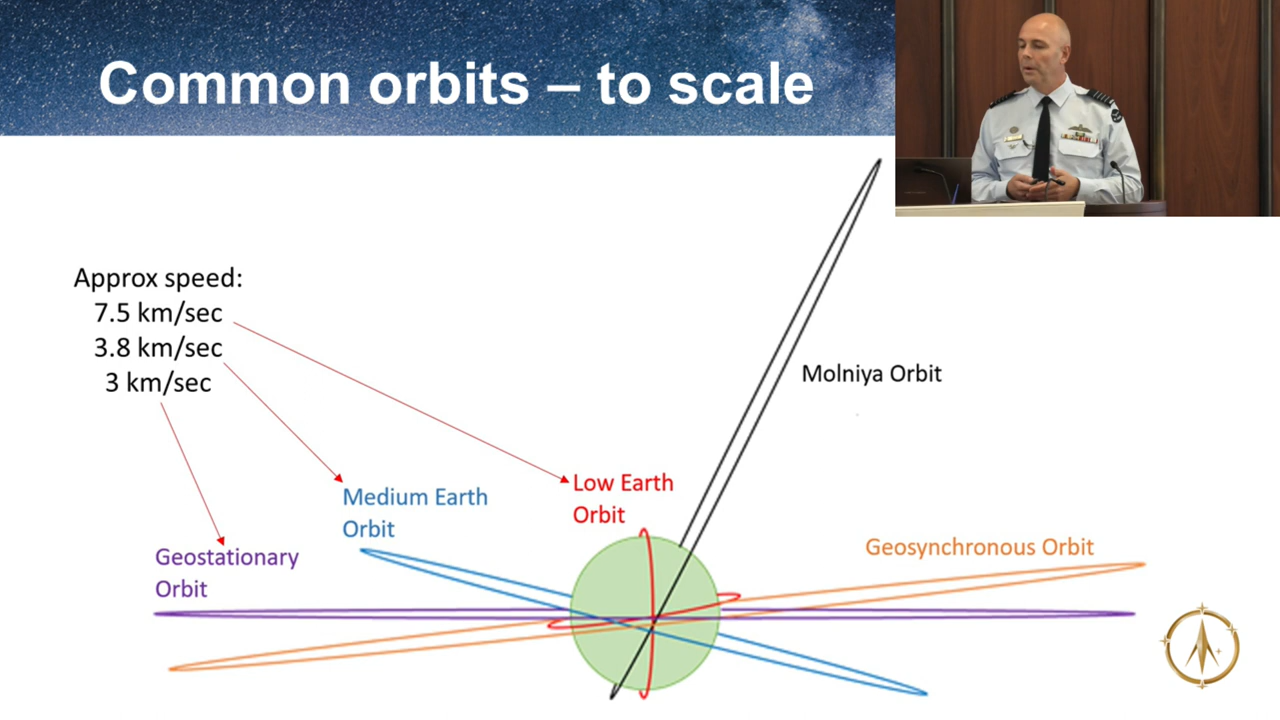 Common orbits – to scale
Approx speed:
7.5 km/sec
3.8 km/sec
3 km/sec
Molniya Orbit
Low Earth
Orbit
Medium Earth
Orbit
Geosynchronous Orbit
Geostationary
Orbit